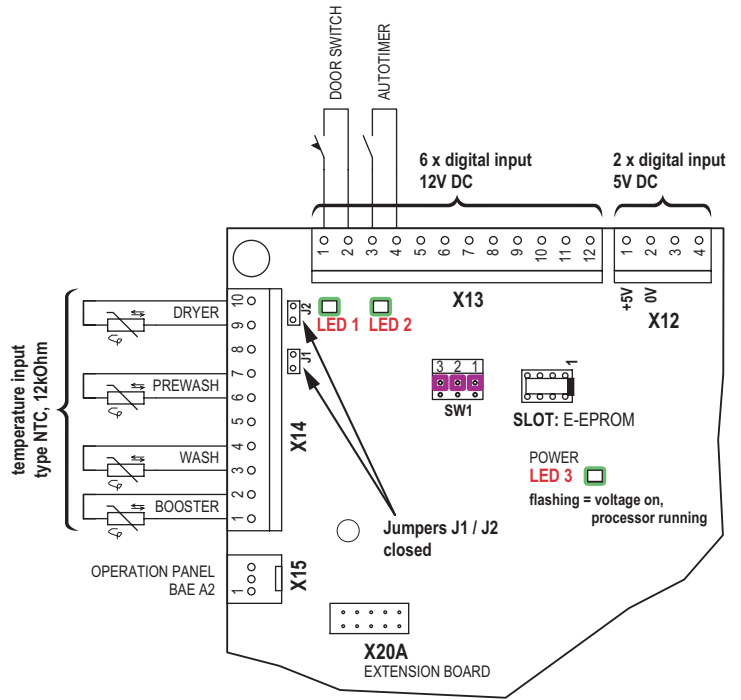 DOOR SWITCH
AUTOTIMER
6 x digital input
12V DC
2 x digital input
5V DC
1 2 3 4 5 6 7 8 9 10 11 12
1 2 3 4
X13
+5V
0V
X12
temperature input
type NTC, 12kOhm
DRYER
PREWASH
WASH
BOOSTER
10
9
8
7
6
5
4
3
2
1
X14
J2
J1
LED 1
LED 2
3 2 1
SW1
1
SLOT: E-EPROM
POWER
LED 3
flashing = voltage on,
processor running
Jumpers J1 / J2
closed
OPERATION PANEL
BAE A2
1
X15
X20A
EXTENSION BOARD